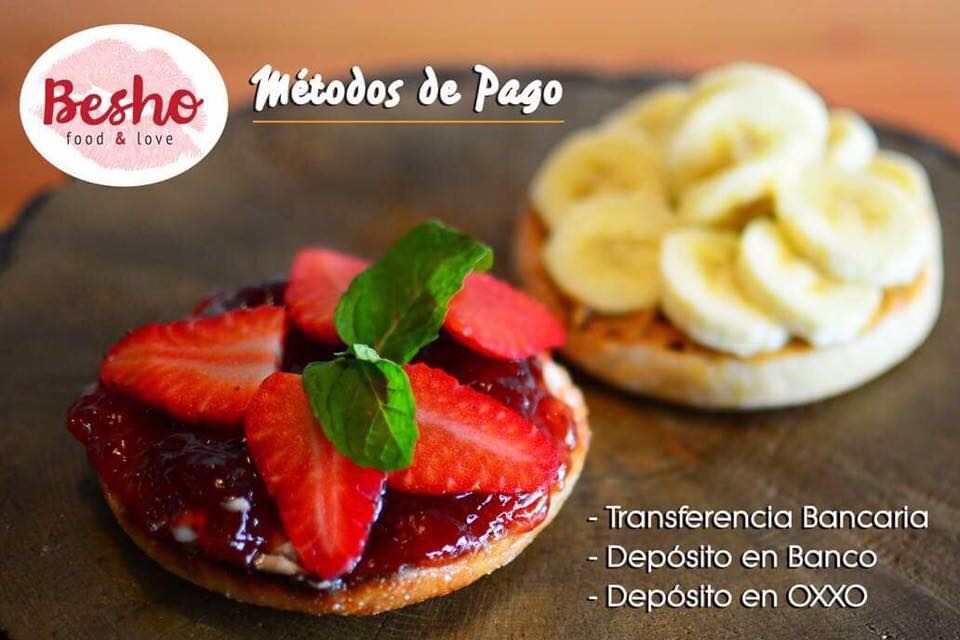 Besho
food & love
Métodos de Pago
- Transferencia Bancaria
- Depósito en Banco
- Depósito en OXXO